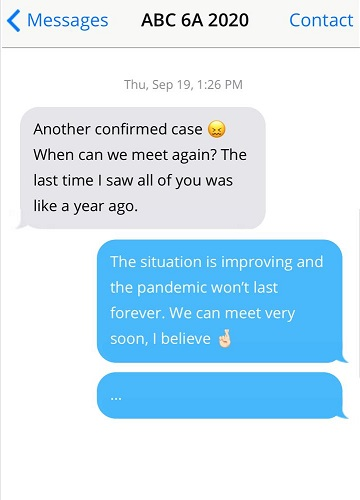 Messages ABC 6A 2020 Contact
Thu, Sep 19, 1:26 PM
Another confirmed case 😖
When can we meet again? The
last time I saw all of you was
like a year ago.
The situation is improving and
the pandemic won’t last
forever. We can meet very
soon, I believe 🤞🏻
...